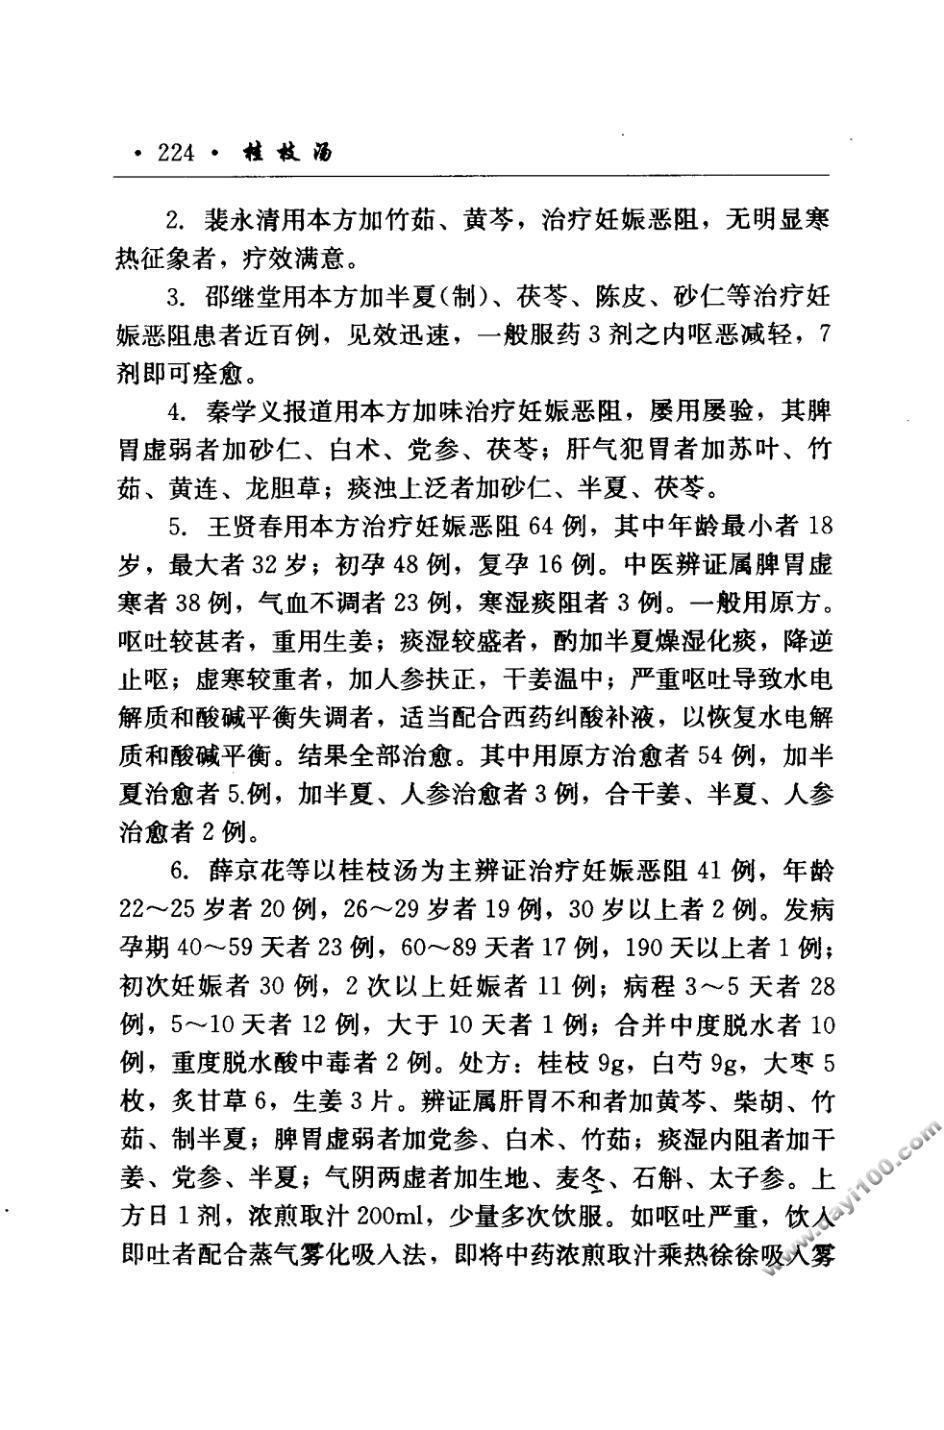 · 224 · 桂枝汤
2. 裴永清用本方加竹茹、黄芩，治疗妊娠恶阻，无明显寒
热征象者，疗效满意。
3. 邵继堂用本方加半夏(制)、茯苓、陈皮、砂仁等治疗妊
娠恶阻患者近百例，见效迅速，一般服药 3 剂之内呕恶减轻，7
剂即可痊愈。
4. 秦学义报道用本方加味治疗妊娠恶阻，屡用屡验，其脾
胃虚弱者加砂仁、白术、党参、茯苓；肝气犯胃者加苏叶、竹
茹、黄连、龙胆草；痰浊上泛者加砂仁、半夏、茯苓。
5. 王贤春用本方治疗妊娠恶阻 64 例，其中年龄最小者 18
岁，最大者 32 岁；初孕 48 例，复孕 16 例。中医辨证属脾胃虚
寒者 38 例，气血不调者 23 例，寒湿痰阻者 3 例。一般用原方。
呕吐较甚者，重用生姜；痰湿较盛者，酌加半夏燥湿化痰，降逆
止呕；虚寒较重者，加人参扶正，干姜温中；严重呕吐导致水电
解质和酸碱平衡失调者，适当配合西药纠酸补液，以恢复水电解
质和酸碱平衡。结果全部治愈。其中用原方治愈者 54 例，加半
夏治愈者 5 例，加半夏、人参治愈者 3 例，合干姜、半夏、人参
治愈者 2 例。
6. 薛京花等以桂枝汤为主辨证治疗妊娠恶阻 41 例，年龄
22～25 岁者 20 例，26～29 岁者 19 例，30 岁以上者 2 例。发病
孕期 40～59 天者 23 例，60～89 天者 17 例，190 天以上者 1 例；
初次妊娠者 30 例，2 次以上妊娠者 11 例；病程 3～5 天者 28
例，5～10 天者 12 例，大于 10 天者 1 例；合并中度脱水者 10
例，重度脱水酸中毒者 2 例。处方：桂枝 9g，白芍 9g，大枣 5
枚，炙甘草 6，生姜 3 片。辨证属肝胃不和者加黄芩、柴胡、竹
茹、制半夏；脾胃虚弱者加党参、白术、竹茹；痰湿内阻者加干
姜、党参、半夏；气阴两虚者加生地、麦冬、石斛、太子参。上
方日 1 剂，浓煎取汁 200ml，少量多次饮服。如呕吐严重，饮入
即吐者配合蒸气雾化吸入法，即将中药浓煎取汁乘热徐徐吸入雾
www.dayi100.com